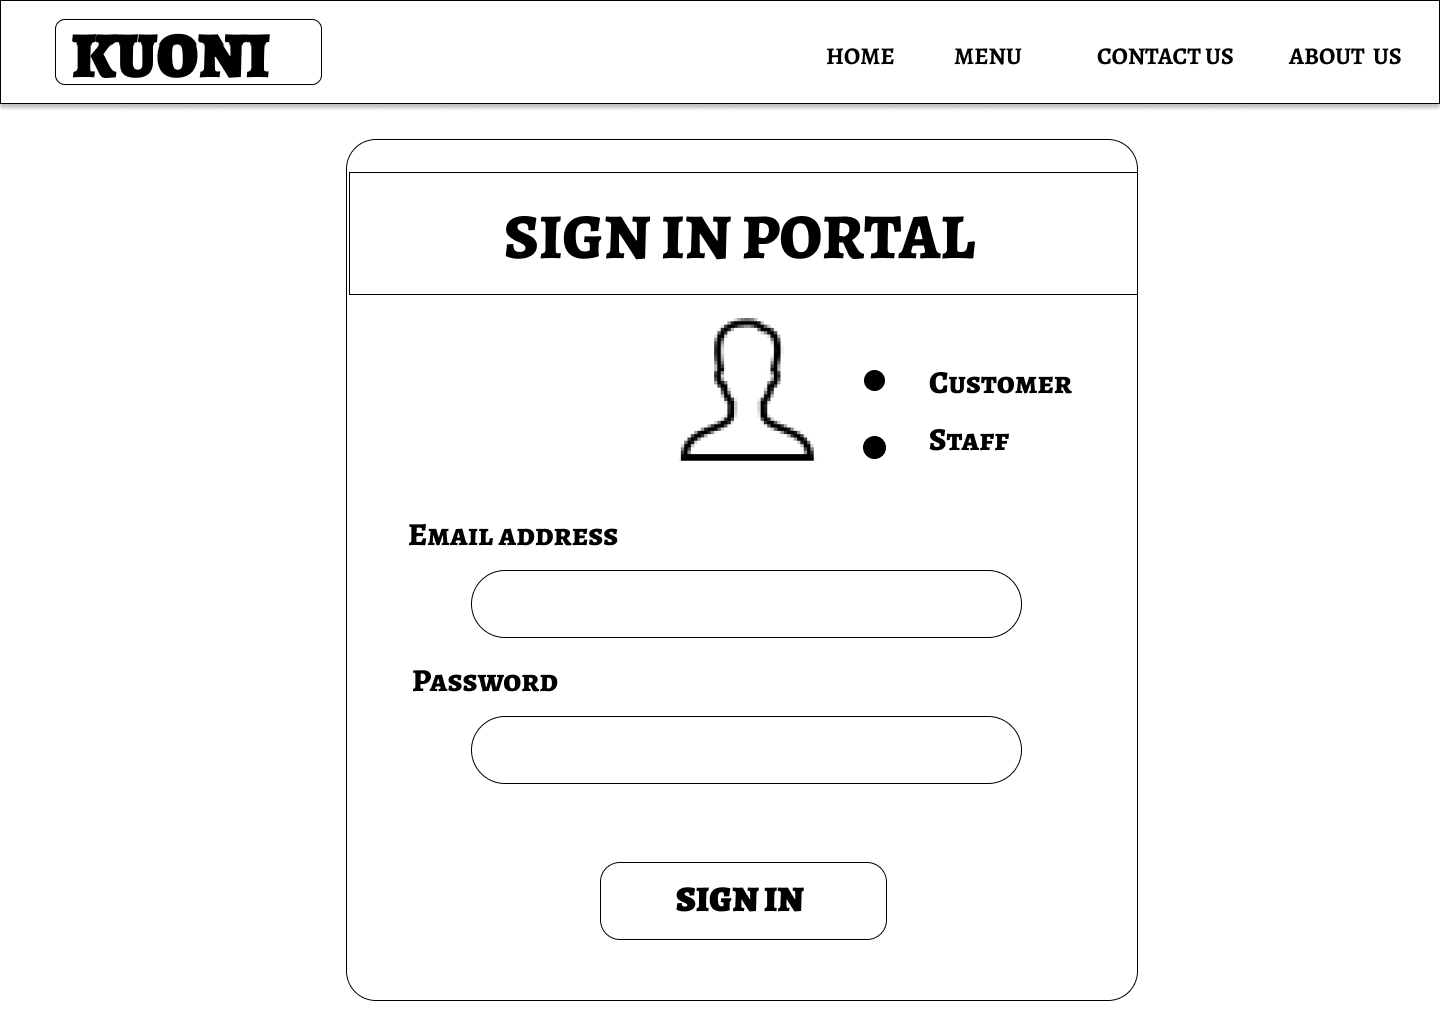 KUONI
HOME MENU CONTACT US ABOUT US
SIGN IN PORTAL
Customer
Staff
Email address
Password
SIGN IN